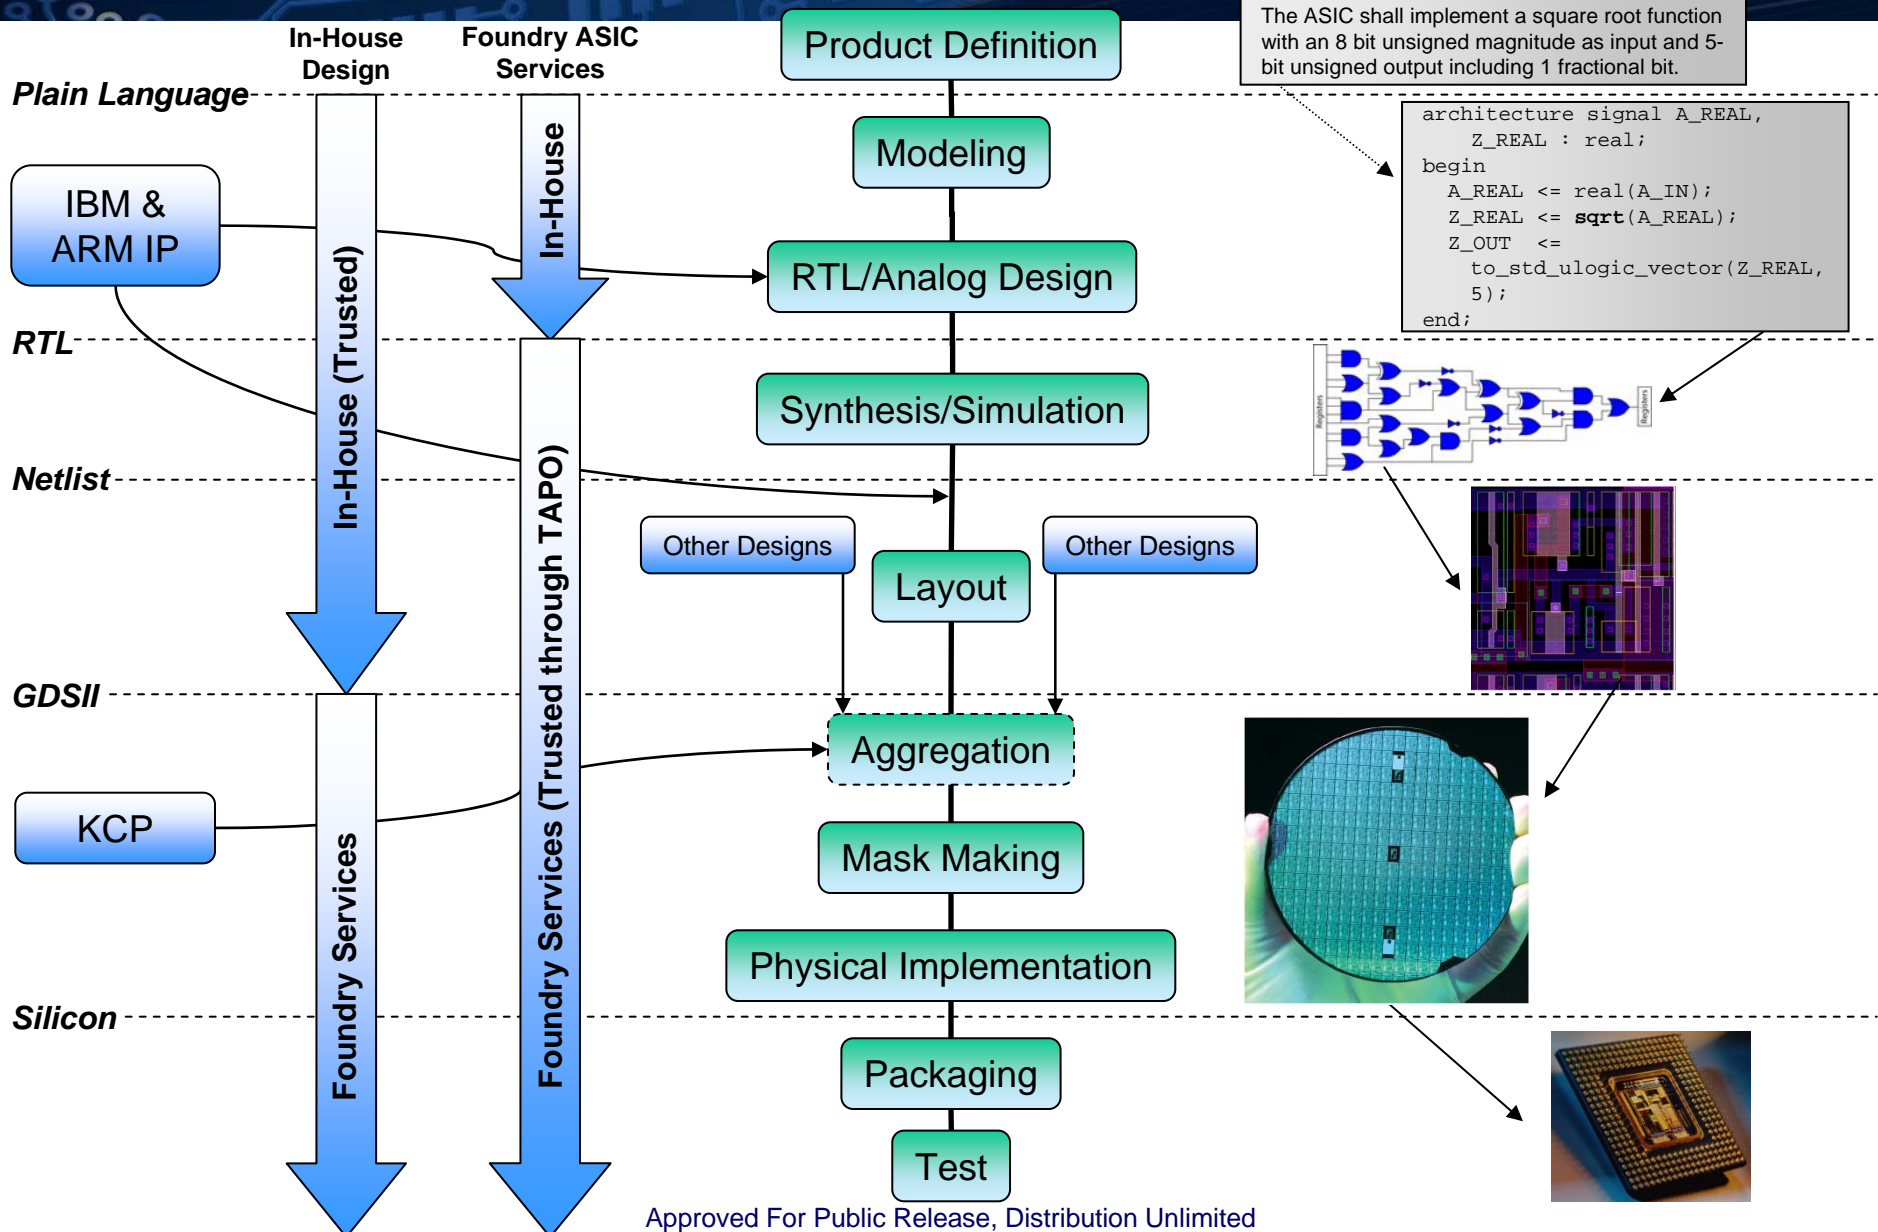 In-House
Design
Foundry ASIC
Services
Product Definition
The ASIC shall implement a square root function
with an 8 bit unsigned magnitude as input and 5-
bit unsigned output including 1 fractional bit.
Plain Language
architecture signal A_REAL,
Z_REAL : real;
begin
A_REAL <= real(A_IN);
Z_REAL <= sqrt(A_REAL);
Z_OUT <=
to_std_ulogic_vector(Z_REAL,
5);
end;
In-House
Modeling
IBM &
ARM IP
In-House (Trusted)
RTL/Analog Design
RTL
Registers
Registers
Synthesis/Simulation
Netlist
Foundry Services (Trusted through TAPO)
Other Designs
Other Designs
Layout
GDSII
Aggregation
KCP
Foundry Services
Mask Making
Physical Implementation
Silicon
Packaging
Test
Approved For Public Release, Distribution Unlimited